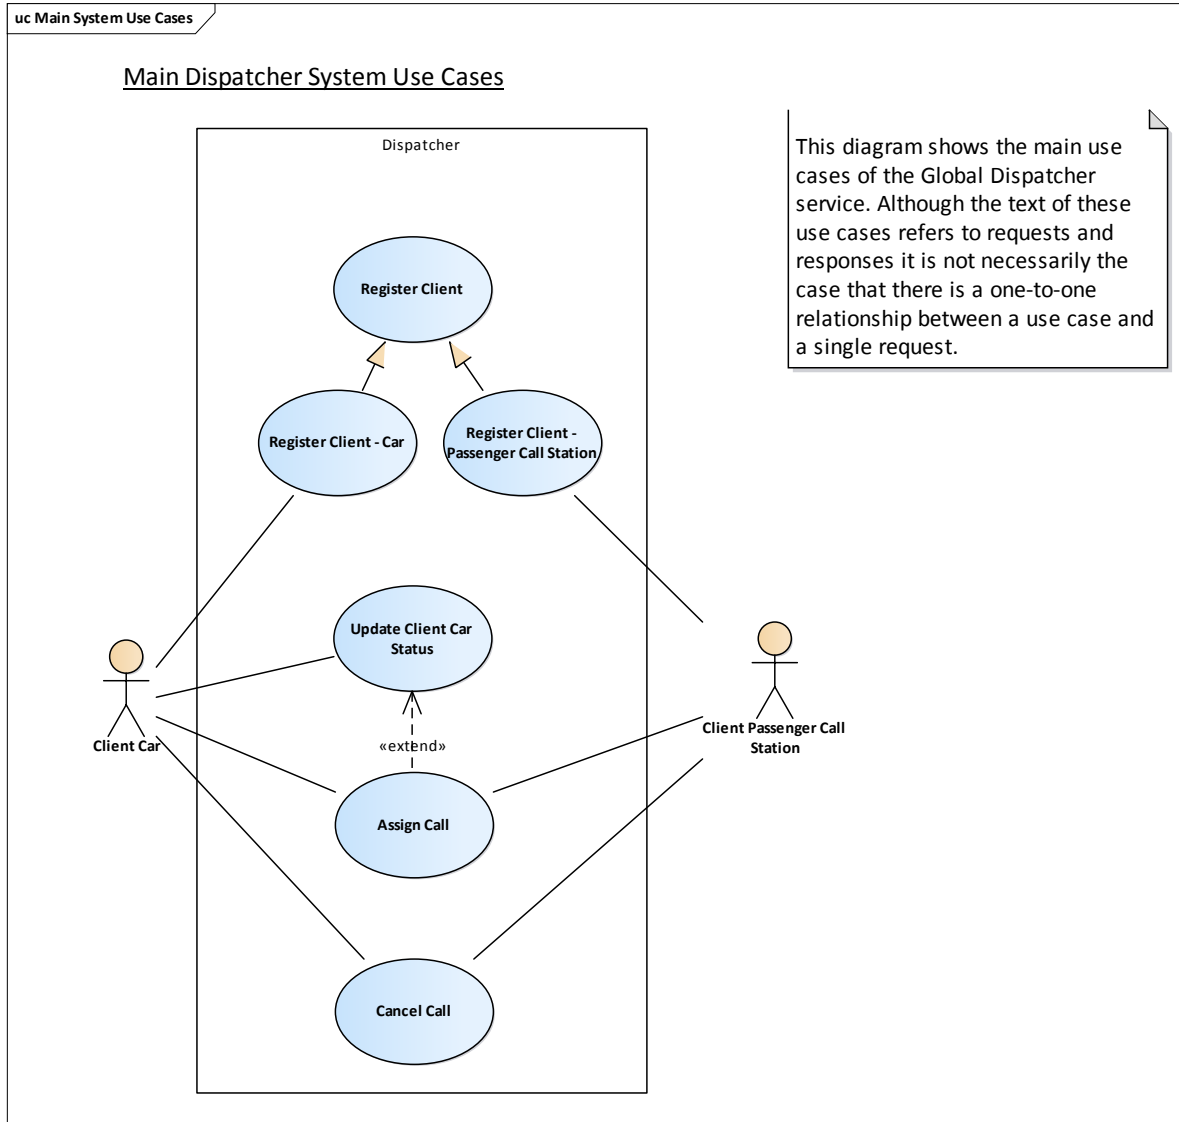 uc Main System Use Cases
Main Dispatcher System Use Cases
Dispatcher
This diagram shows the main use
cases of the Global Dispatcher
service. Although the text of these
use cases refers to requests and
responses it is not necessarily the
case that there is a one-to-one
relationship between a use case and
a single request.
Register Client
Register Client - Car
Register Client -
Passenger Call Station
Update Client Car
Status
Client Car
«extend»
Client Passenger Call
Station
Assign Call
Cancel Call